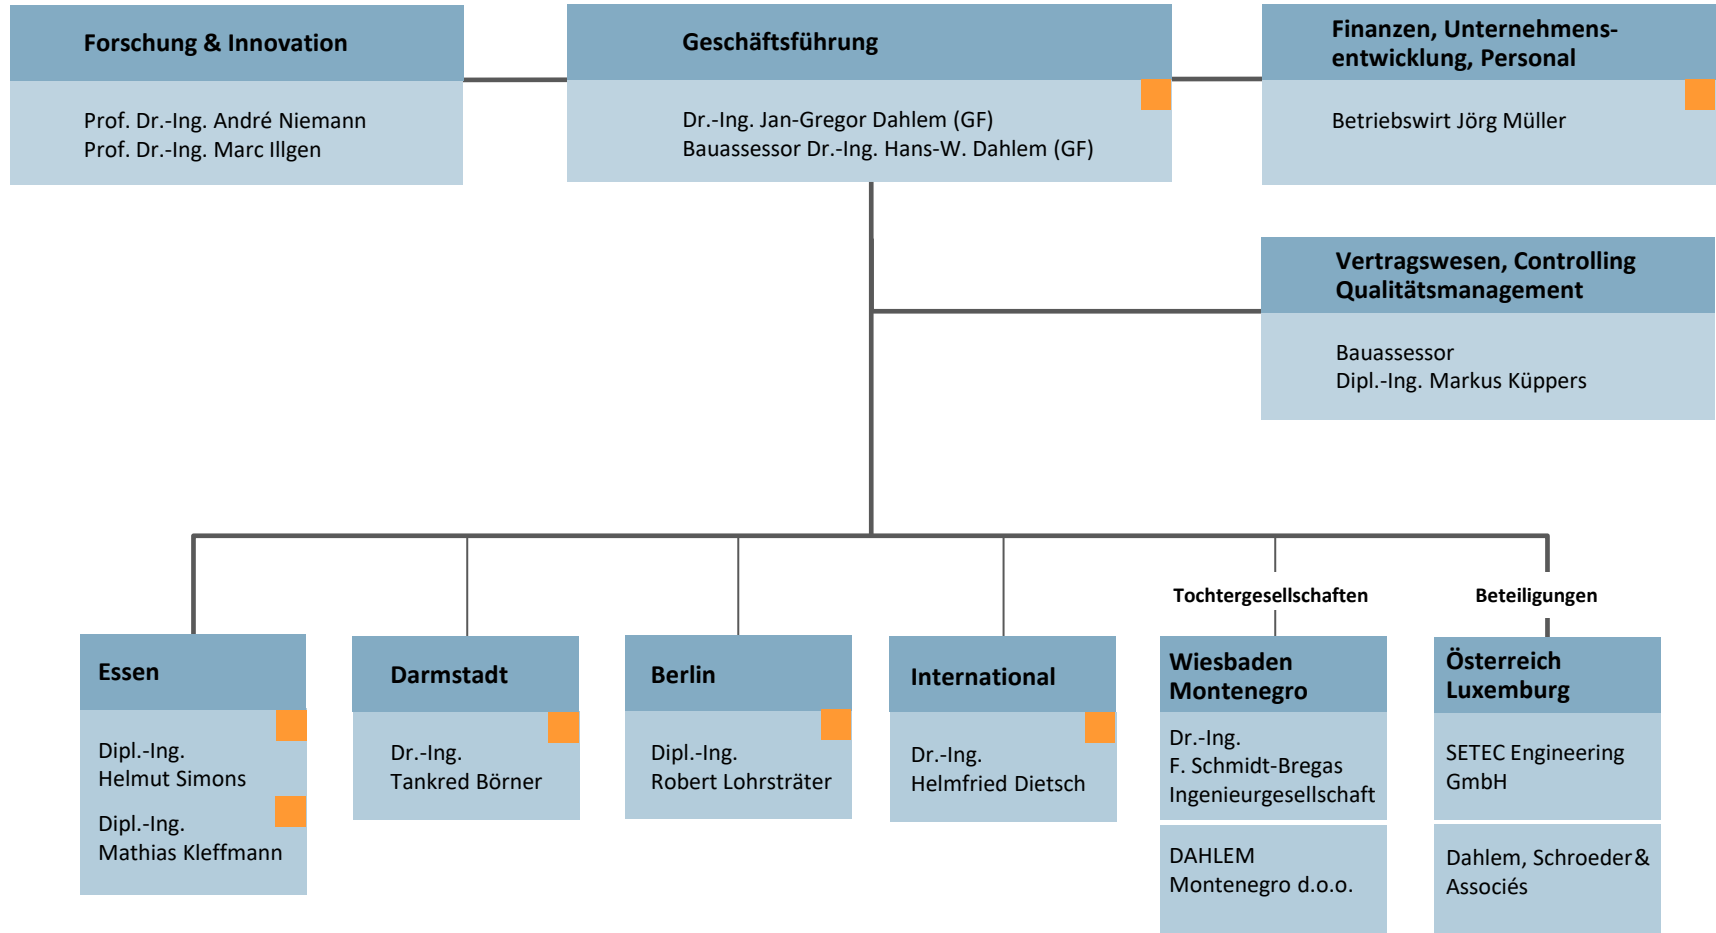 Forschung & Innovation
Prof. Dr.-Ing. André Niemann
Prof. Dr.-Ing. Marc Illgen
Geschäftsführung
Dr.-Ing. Jan-Gregor Dahlem (GF)
Bauassessor Dr.-Ing. Hans-W. Dahlem (GF)
Finanzen, Unternehmens-
entwicklung, Personal
Betriebswirt Jörg Müller
Vertragswesen, Controlling
Qualitätsmanagement
Bauassessor
Dipl.-Ing. Markus Küppers
Essen
Dipl.-Ing.
Helmut Simons
Dipl.-Ing.
Mathias Kleffmann
Darmstadt
Dr.-Ing.
Tankred Börner
Berlin
Dipl.-Ing.
Robert Lohrsträter
International
Dr.-Ing.
Helmfried Dietsch
Tochtergesellschaften
Wiesbaden
Montenegro
Dr.-Ing.
F. Schmidt-Bregas
Ingenieurgesellschaft
DAHLEM
Montenegro d.o.o.
Beteiligungen
Österreich
Luxemburg
SETEC Engineering
GmbH
Dahlem, Schroeder &
Associés